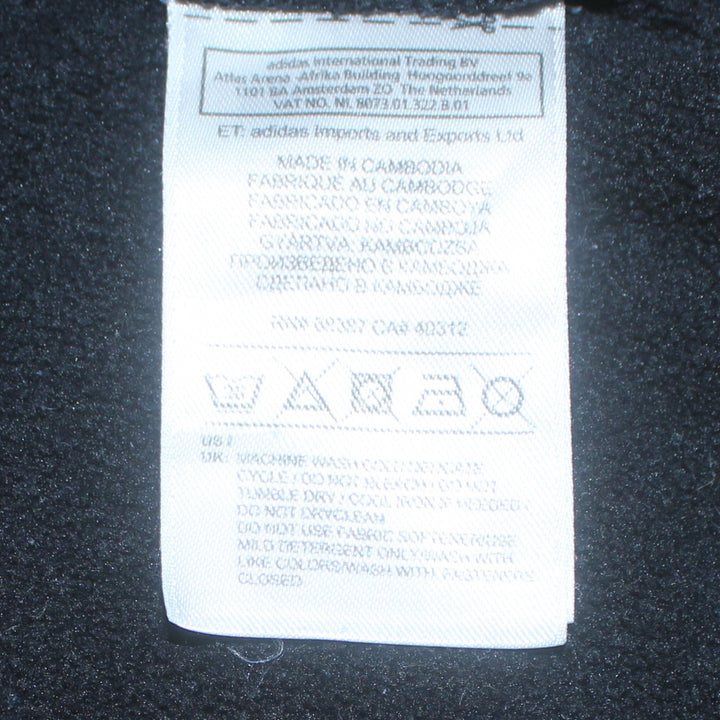 adidas International Trading BV
Atlas Arena -Afrika Building Hoogoorddreef 9a
1101 BA Amsterdam ZO The Netherlands
VAT NO. NL 8073.01.322.B.01
ET: adidas Imports and Exports Ltd
MADE IN CAMBODIA
FABRIQUE AU CAMBODGE
FABRICADO EN CAMBOYA
FABRICADO NO CAMBOJA
GYÁRTVA: KAMBODZSA
ПРОИЗВЕДЕНО В КАМБОДЖА
СДЕЛАНО В КАМБОДЖЕ
RN# 88387 CA# 40312
US /
UK: MACHINE WASH COLD DELICATE
CYCLE / DO NOT BLEACH / DO NOT
TUMBLE DRY / COOL IRON IF NEEDED /
DO NOT DRYCLEAN
DO NOT USE FABRIC SOFTENER/USE
MILD DETERGENT ONLY/WASH WITH
LIKE COLORS/WASH WITH FASTENERS
CLOSED